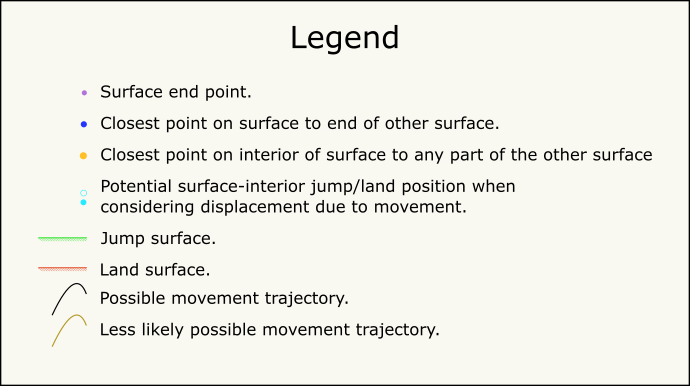 Legend
Surface end point.
Closest point on surface to end of other surface.
Closest point on interior of surface to any part of the other surface
Potential surface-interior jump/land position when
considering displacement due to movement.
Jump surface.
Land surface.
Possible movement trajectory.
Less likely possible movement trajectory.